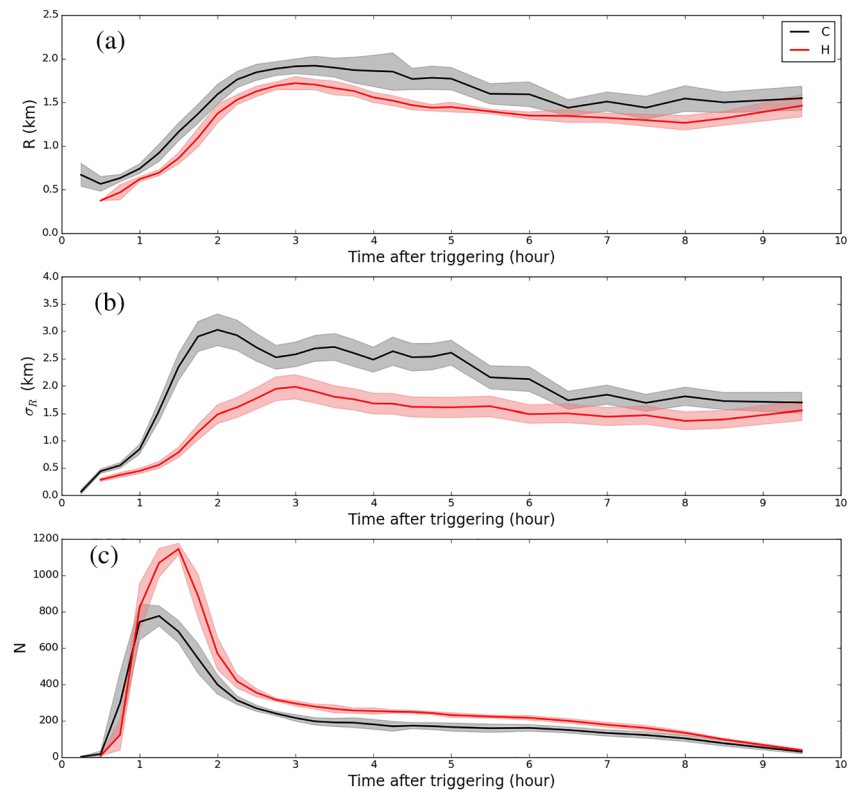 (a)
C
H
2.5
2.0
1.5
1.0
0.5
0.0
R (km)
0 1 2 3 4 5 6 7 8 9 10
Time after triggering (hour)
(b)
4.0
3.5
3.0
2.5
2.0
1.5
1.0
0.5
0.0
σR (km)
0 1 2 3 4 5 6 7 8 9 10
Time after triggering (hour)
(c)
1200
1000
800
600
400
200
0
N
0 1 2 3 4 5 6 7 8 9 10
Time after triggering (hour)